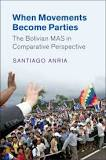 When Movements
Become Parties
The Bolivian MAS in
Comparative Perspective
SANTIAGO ANRIA